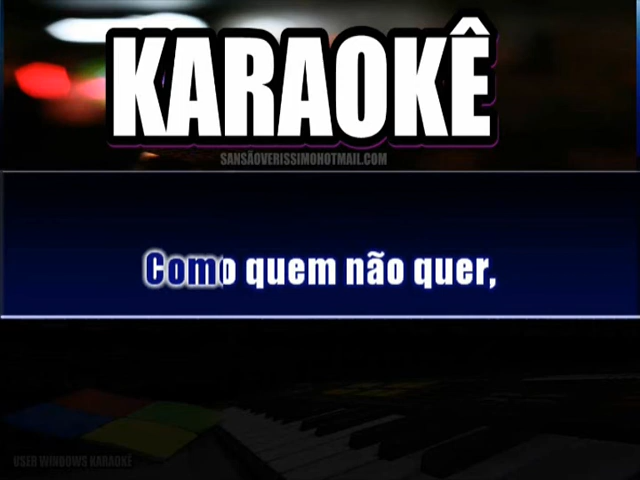 KARAOKÊ
SANSÃOVERISSIMOHOTMAIL.COM
Como quem não quer,
USER WINDOWS KARAOKÊ